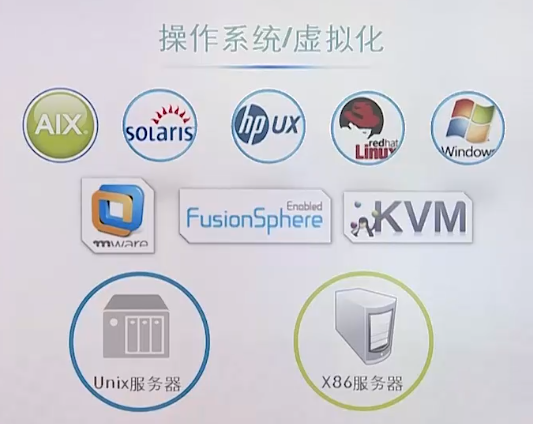 操作系统/虚拟化
AIX
solaris
hp UX
redhat
Linux
Windows
mware
Enabled
FusionSphere
KVM
Unix服务器
X86服务器